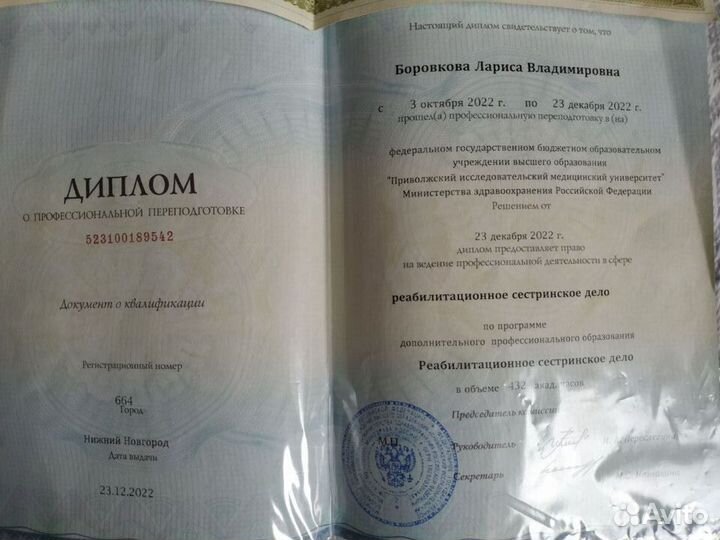 ДИПЛОМ
О ПРОФЕССИОНАЛЬНОЙ ПЕРЕПОДГОТОВКЕ
523100189542
Документ о квалификации
Регистрационный номер
664
Город
Нижний Новгород
Дата выдачи
23.12.2022
Настоящий диплом свидетельствует о том, что
Боровкова Лариса Владимировна
с 3 октября 2022 г. по 23 декабря 2022 г.
прошел(а) профессиональную переподготовку в (на)
федеральном государственном бюджетном образовательном
учреждении высшего образования
"Приволжский исследовательский медицинский университет"
Министерства здравоохранения Российской Федерации
Решением от
23 декабря 2022 г.
диплом предоставляет право
на ведение профессиональной деятельности в сфере
реабилитационное сестринское дело
по программе
дополнительного профессионального образования
Реабилитационное сестринское дело
в объеме 432 акад. часов
Председатель комиссии
М.П.
Руководитель
Секретарь
Avito